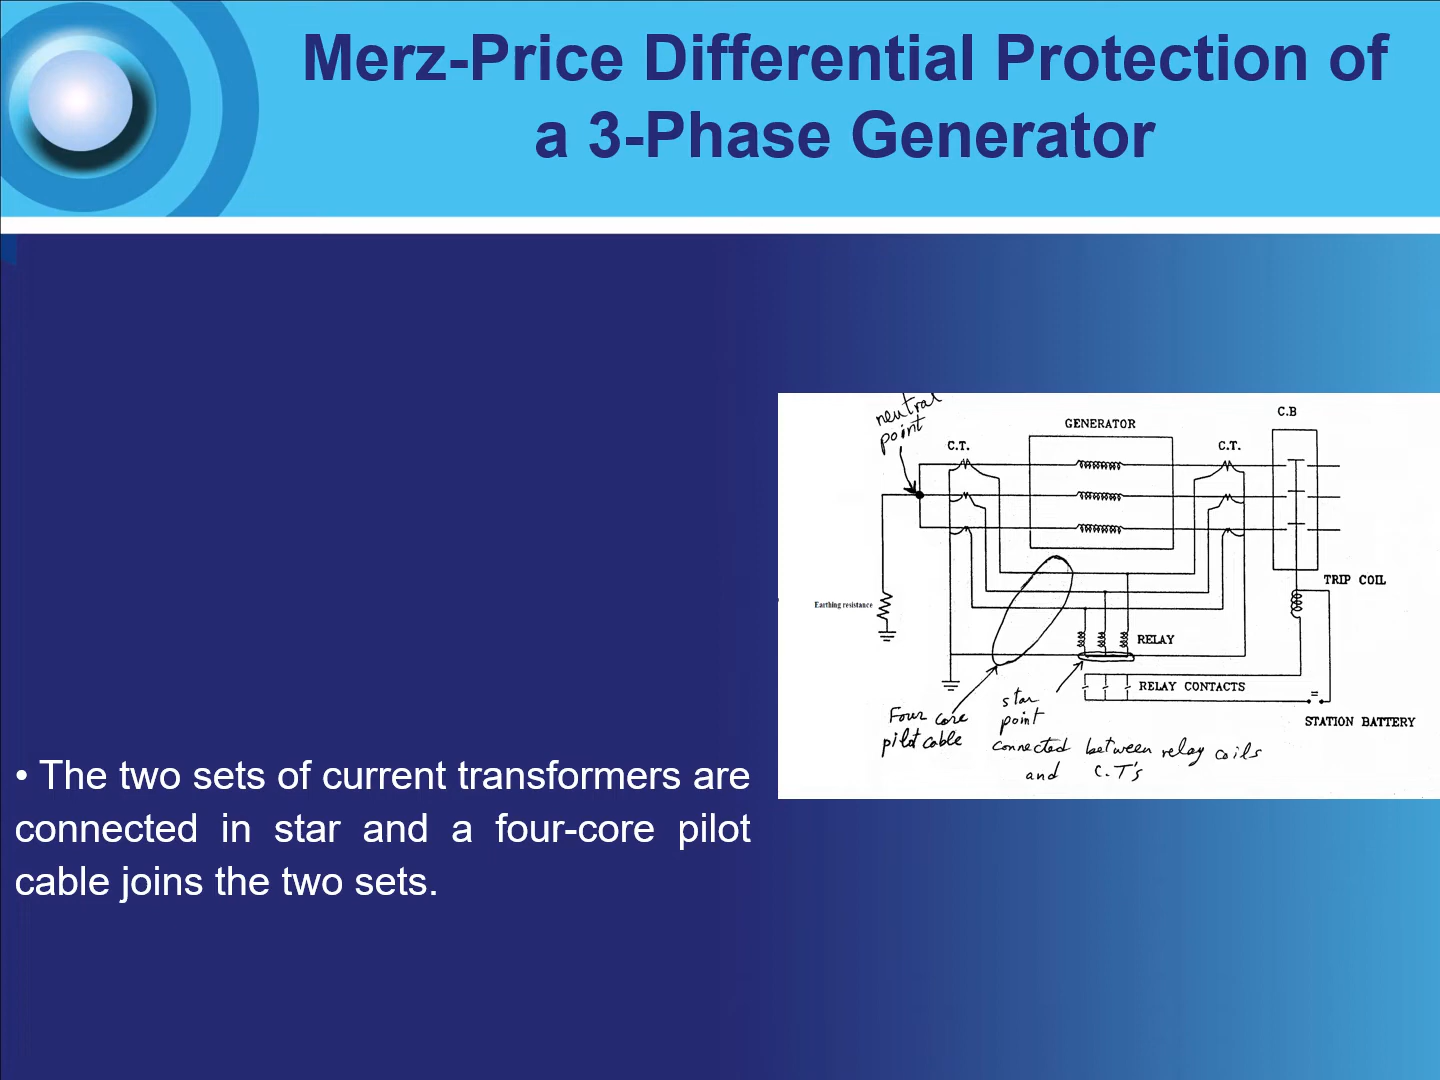 Merz-Price Differential Protection of
a 3-Phase Generator
neutral
point
GENERATOR
C.B
C.T.
C.T.
TRIP COIL
Earthing resistance
RELAY
RELAY CONTACTS
=
STATION BATTERY
Four core
pilot cable
star
point
connected between relay coils
and C.T's
• The two sets of current transformers are
connected in star and a four-core pilot
cable joins the two sets.